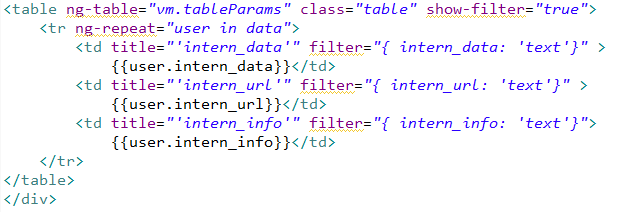 <table ng-table="vm.tableParams" class="table" show-filter="true">
    <tr ng-repeat="user in data">
        <td title="'intern_data'" filter="{ intern_data: 'text'}" >
            {{user.intern_data}}</td>
        <td title="'intern_url'" filter="{ intern_url: 'text'}" >
            {{user.intern_url}}</td>
        <td title="'intern_info'" filter="{ intern_info: 'text'}">
            {{user.intern_info}}</td>
    </tr>
</table>
</div>